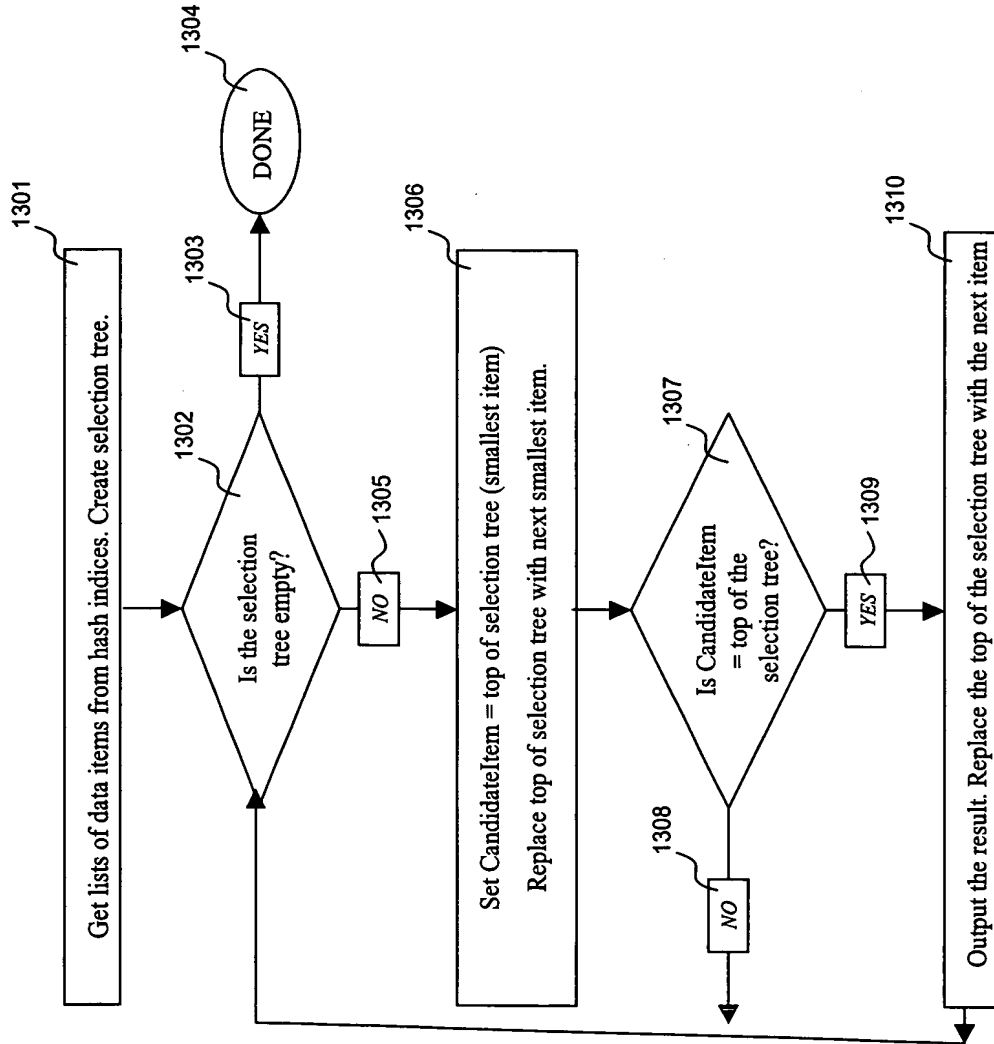 1301
Get lists of data items from hash indices. Create selection tree.
1302
Is the selection
tree empty?
1303
YES
1304
DONE
1305
NO
1306
Set CandidateItem = top of selection tree (smallest item)
Replace top of selection tree with next smallest item.
1307
Is CandidateItem
= top of the
selection tree?
1308
NO
1309
YES
1310
Output the result. Replace the top of the selection tree with the next item